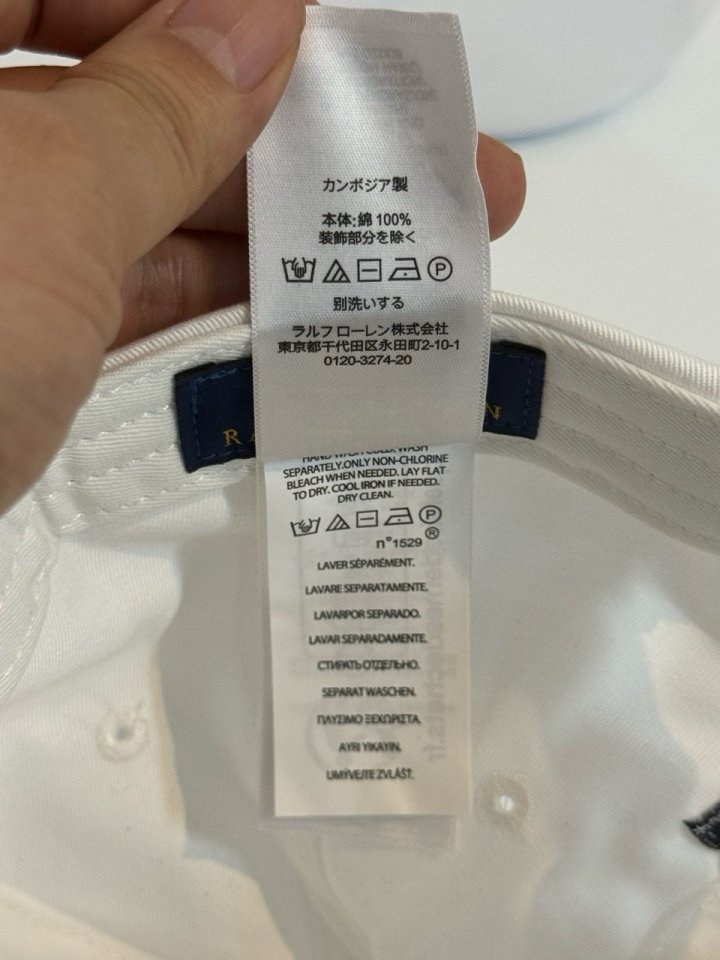 カンボジア製
本体:綿 100%
装飾部分を除く
P
別洗いする
ラルフ ローレン株式会社
東京都千代田区永田町2-10-1
0120-3274-20
R N
HAND WASH COLD. WASH
SEPARATELY.ONLY NON-CHLORINE
BLEACH WHEN NEEDED. LAY FLAT
TO DRY. COOL IRON IF NEEDED.
DRY CLEAN.
P
n°1529 ®
LAVER SÉPARÉMENT.
LAVARE SEPARATAMENTE.
LAVARPOR SEPARADO.
LAVAR SEPARADAMENTE.
СТИРАТЬ ОТДЕЛЬНО.
SEPARAT WASCHEN.
ΠΛΥΣΙΜΟ ΞΕΧΩΡΙΣΤΑ.
AYRI YIKAYIN.
UMÝVEJTE ZVLÁŠŤ.